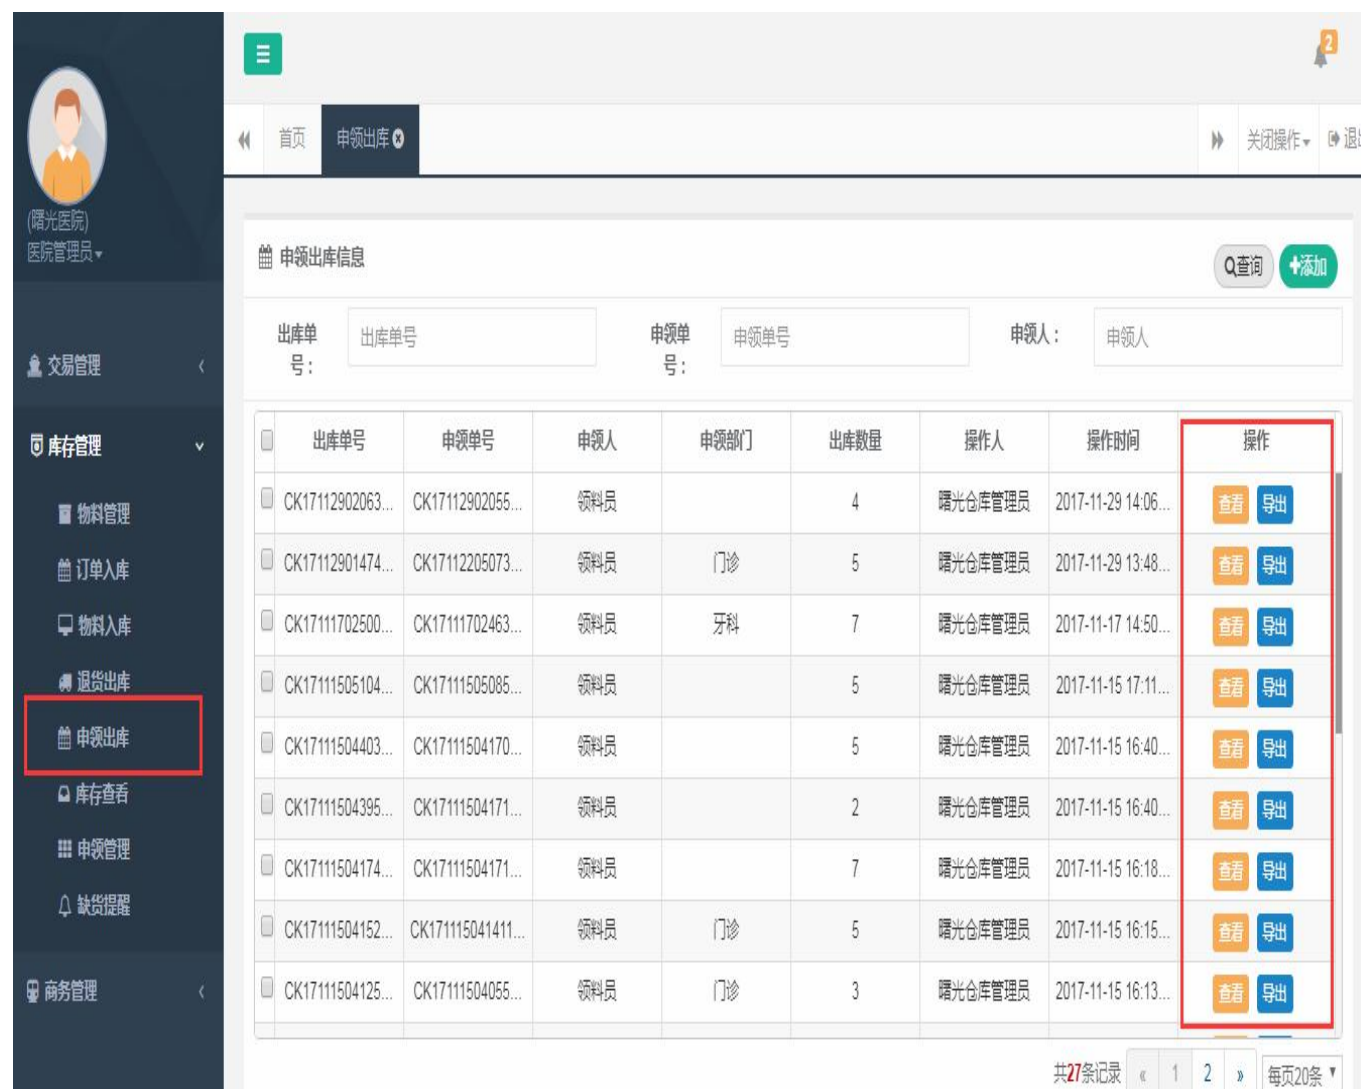 2
首页 申领出库 关闭操作 退出
(曙光医院)
医院管理员
申领出库信息 查询 添加
出库单号： 出库单号 申领单号： 申领单号 申领人： 申领人
交易管理
库存管理
物料管理
订单入库
物料入库
退货出库
申领出库
库存查看
申领管理
缺货提醒
商务管理
出库单号 申领单号 申领人 申领部门 出库数量 操作人 操作时间 操作
CK17112902063... CK17112902055... 领料员 4 曙光仓库管理员 2017-11-29 14:06... 查看 导出
CK17112901474... CK17112205073... 领料员 门诊 5 曙光仓库管理员 2017-11-29 13:48... 查看 导出
CK17111702500... CK17111702463... 领料员 牙科 7 曙光仓库管理员 2017-11-17 14:50... 查看 导出
CK17111505104... CK17111505085... 领料员 5 曙光仓库管理员 2017-11-15 17:11... 查看 导出
CK17111504403... CK17111504170... 领料员 5 曙光仓库管理员 2017-11-15 16:40... 查看 导出
CK17111504395... CK17111504171... 领料员 2 曙光仓库管理员 2017-11-15 16:40... 查看 导出
CK17111504174... CK17111504171... 领料员 7 曙光仓库管理员 2017-11-15 16:18... 查看 导出
CK17111504152... CK171115041411... 领料员 门诊 5 曙光仓库管理员 2017-11-15 16:15... 查看 导出
CK17111504125... CK17111504055... 领料员 门诊 3 曙光仓库管理员 2017-11-15 16:13... 查看 导出
共27条记录 « 1 2 » 每页20条